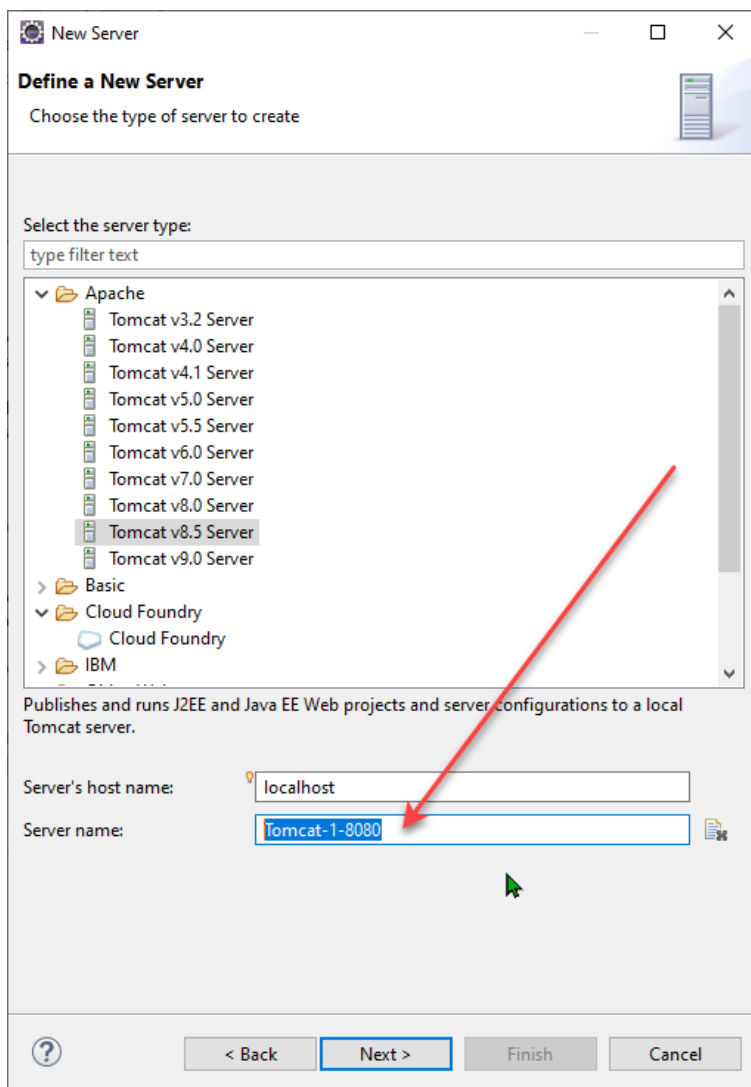 New Server
Define a New Server
Choose the type of server to create
Select the server type:
type filter text
Apache
Tomcat v3.2 Server
Tomcat v4.0 Server
Tomcat v4.1 Server
Tomcat v5.0 Server
Tomcat v5.5 Server
Tomcat v6.0 Server
Tomcat v7.0 Server
Tomcat v8.0 Server
Tomcat v8.5 Server
Tomcat v9.0 Server
Basic
Cloud Foundry
Cloud Foundry
IBM
Publishes and runs J2EE and Java EE Web projects and server configurations to a local
Tomcat server.
Server's host name: localhost
Server name: Tomcat-1-8080
? < Back Next > Finish Cancel